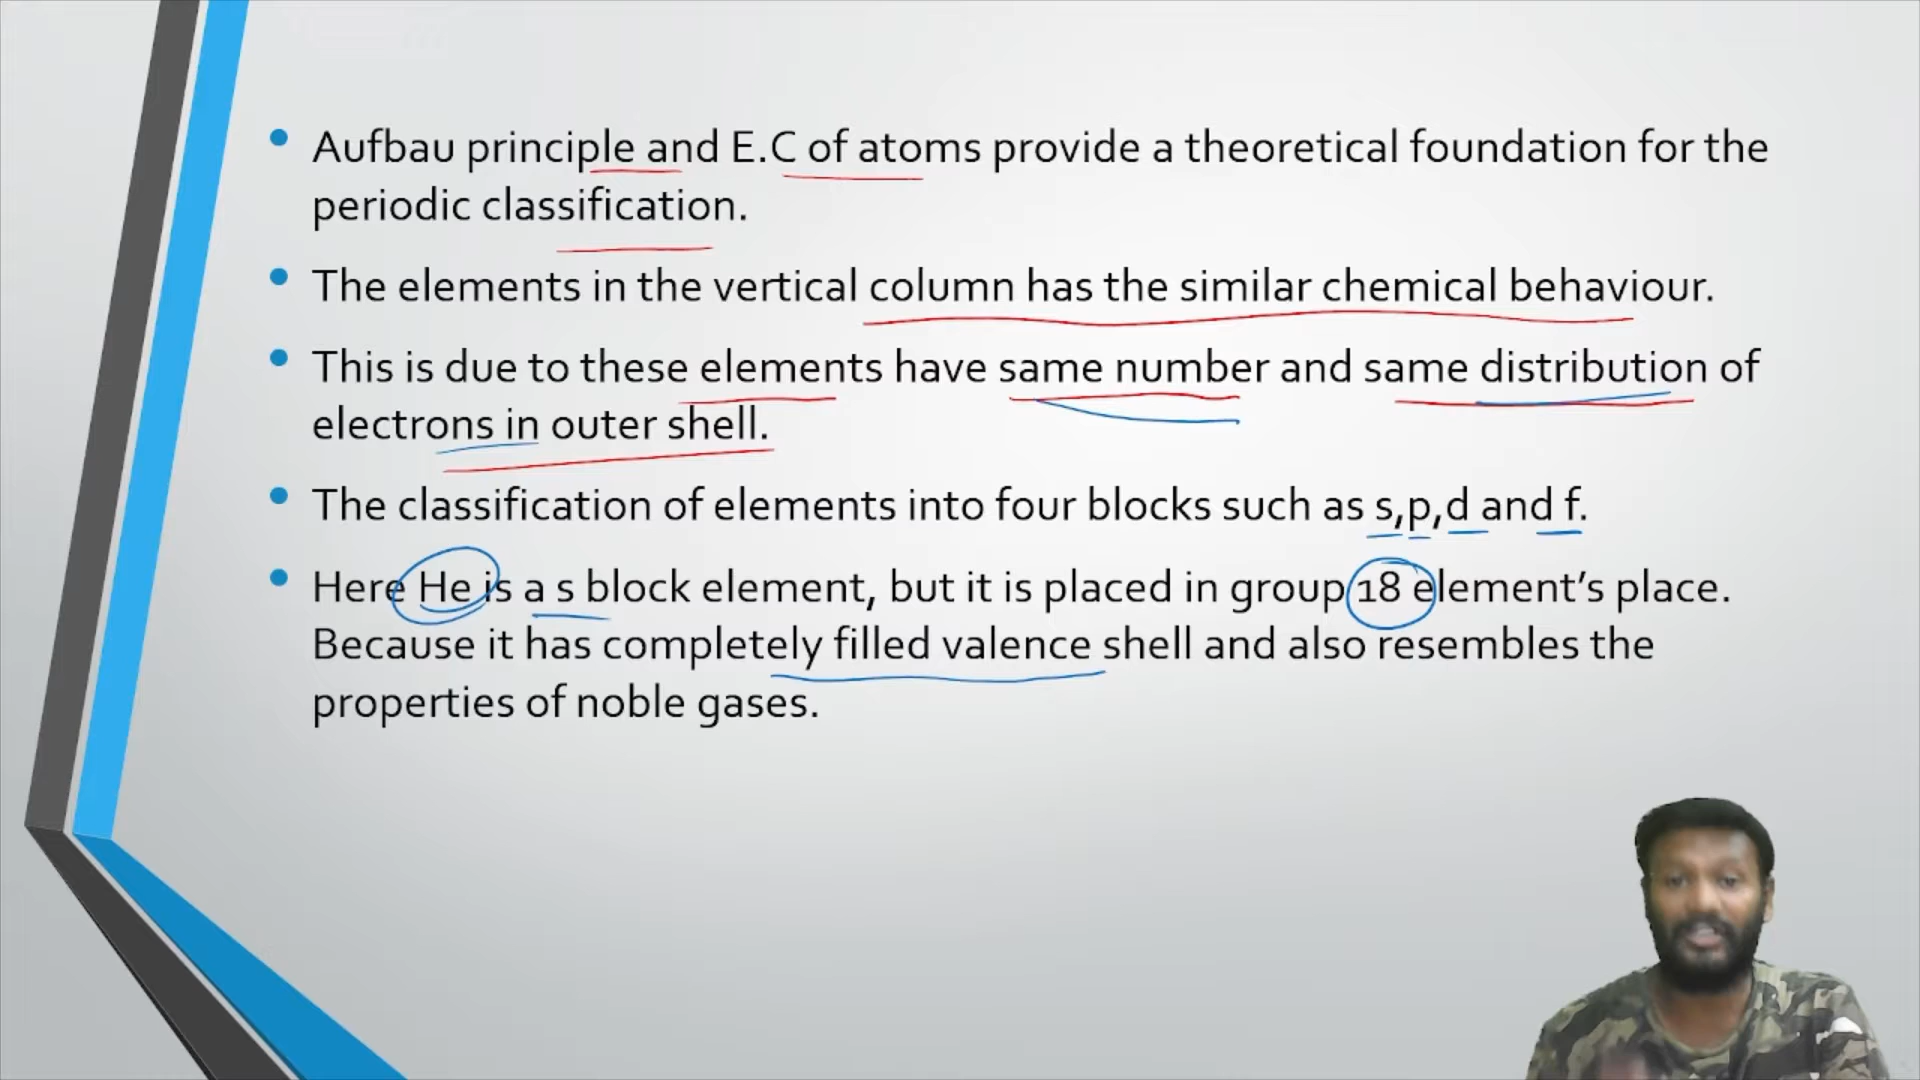 Aufbau principle and E.C of atoms provide a theoretical foundation for the
periodic classification.
The elements in the vertical column has the similar chemical behaviour.
This is due to these elements have same number and same distribution of
electrons in outer shell.
The classification of elements into four blocks such as s,p,d and f.
Here He is a s block element, but it is placed in group 18 element's place.
Because it has completely filled valence shell and also resembles the
properties of noble gases.